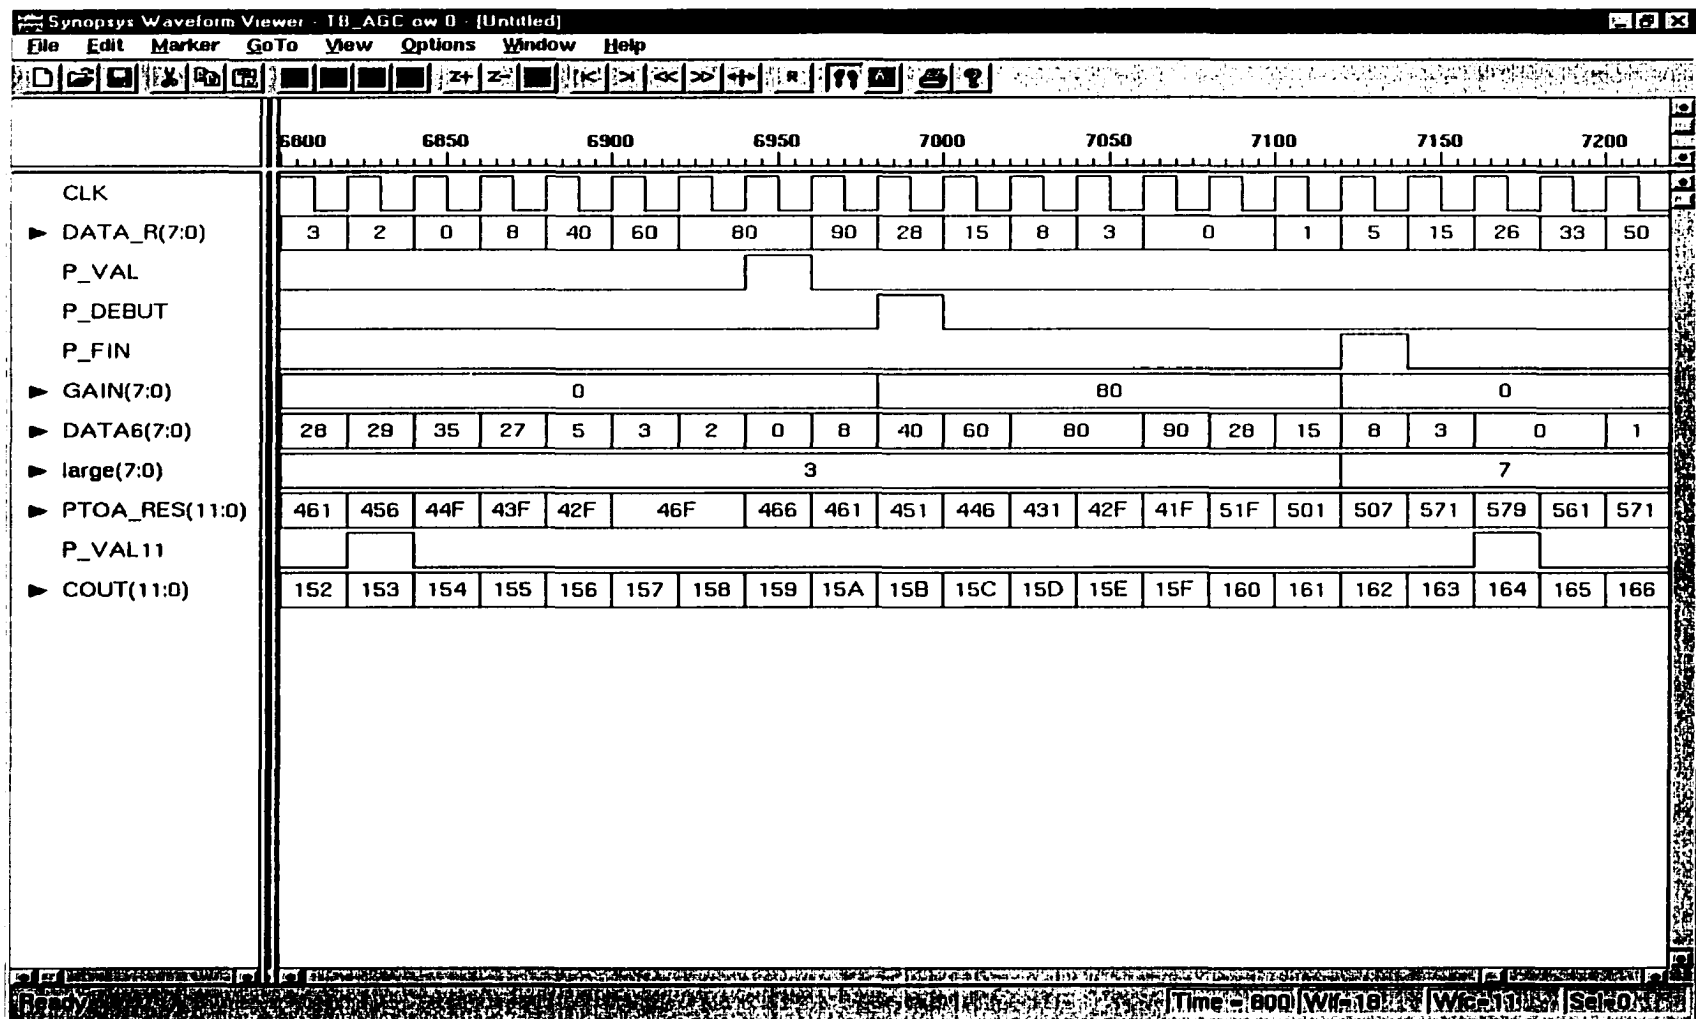 Synopsys Waveform Viewer - TB_AGC ow 0 - [Untitled]
File Edit Marker GoTo View Options Window Help
Z+ Z- R A ?
6800 6850 6900 6950 7000 7050 7100 7150 7200
CLK
DATA_R(7:0) 3 2 0 8 40 60 80 90 28 15 8 3 0 1 5 15 26 33 50
P_VAL
P_DEBUT
P_FIN
GAIN(7:0) 0 80 0
DATA6(7:0) 28 29 35 27 5 3 2 0 8 40 60 80 90 28 15 8 3 0 1
large(7:0) 3 7
PTOA_RES(11:0) 461 456 44F 43F 42F 46F 466 461 451 446 431 42F 41F 51F 501 507 571 579 561 571
P_VAL11
COUT(11:0) 152 153 154 155 156 157 158 159 15A 15B 15C 15D 15E 15F 160 161 162 163 164 165 166
Ready Time = 800 Wif=18 Wfc=11 Sel=0